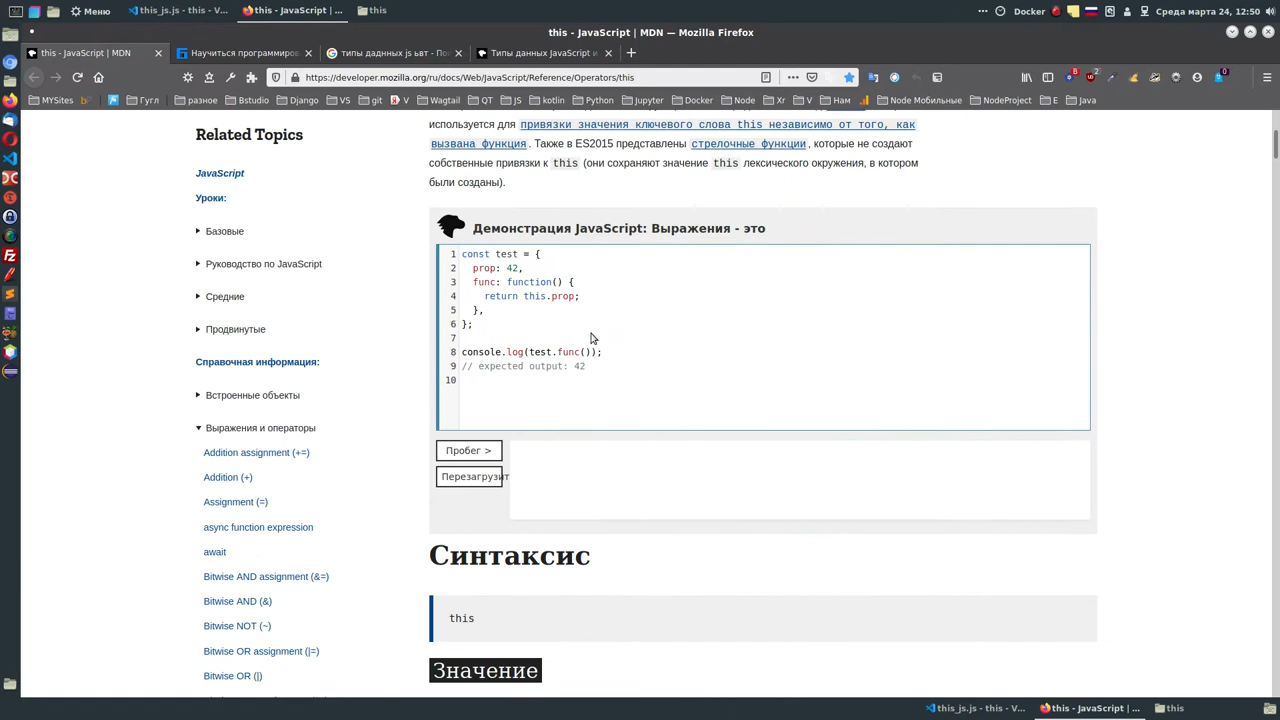 Меню
this_js.js - this - V...
this - JavaScript | ...
this
Docker
Среда марта 24, 12:50
this - JavaScript | MDN — Mozilla Firefox
this - JavaScript | MDN
Научиться программиров
типы даднных js ьвт - По
Типы данных JavaScript и
https://developer.mozilla.org/ru/docs/Web/JavaScript/Reference/Operators/this
MYSites
Гугл
разное
Bstudio
Django
VS
git
V
Wagtail
QT
JS
kotlin
Python
Jupyter
Docker
Node
Xr
V
Нам
Node Мобильные
NodeProject
E
Java
Related Topics
JavaScript
Уроки:
Базовые
Руководство по JavaScript
Средние
Продвинутые
Справочная информация:
Встроенные объекты
Выражения и операторы
Addition assignment (+=)
Addition (+)
Assignment (=)
async function expression
await
Bitwise AND assignment (&=)
Bitwise AND (&)
Bitwise NOT (~)
Bitwise OR assignment (|=)
Bitwise OR (|)
используется для привязки значения ключевого слова this независимо от того, как
вызвана функция. Также в ES2015 представлены стрелочные функции, которые не создают
собственные привязки к this (они сохраняют значение this лексического окружения, в котором
были созданы).
Демонстрация JavaScript: Выражения - это
1 const test = {
2 prop: 42,
3 func: function() {
4 return this.prop;
5 },
6 };
7
8 console.log(test.func());
9 // expected output: 42
10
Пробег >
Перезагрузит
Синтаксис
this
Значение
this_js.js - this - V...
this - JavaScript | ...
this